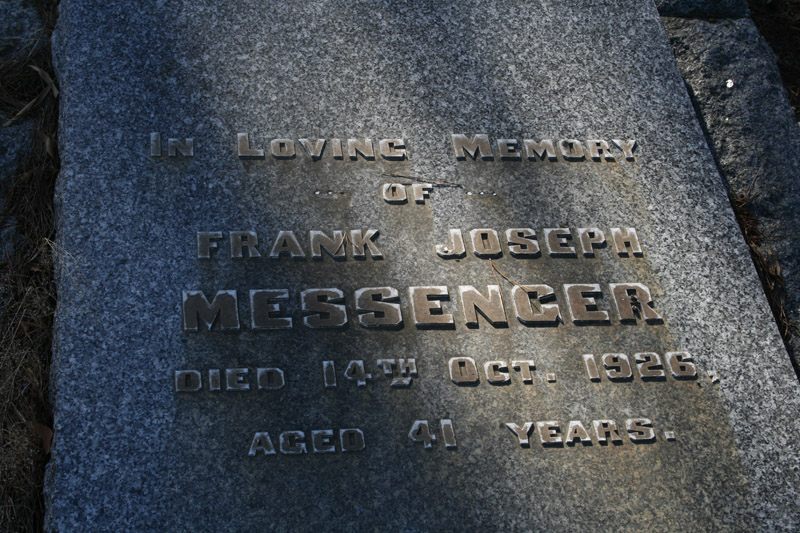 In Loving Memory
OF
FRANK JOSEPH
MESSENGER
DIED 14TH OCT. 1926.
AGED 41 YEARS.